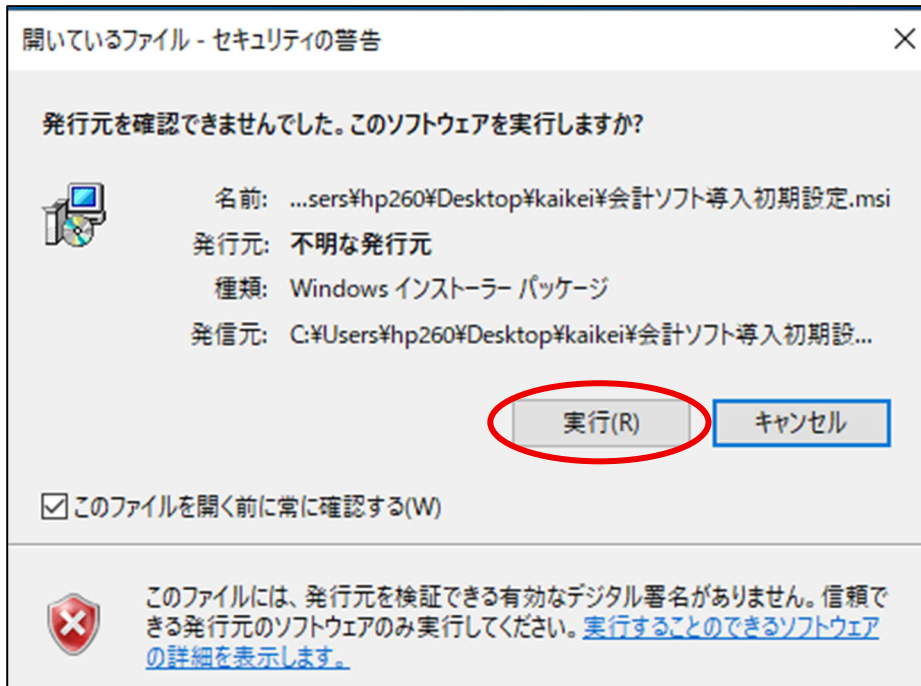 開いているファイル - セキュリティの警告
発行元を確認できませんでした。このソフトウェアを実行しますか?
名前: ...sers¥hp260¥Desktop¥kaikei¥会計ソフト導入初期設定.msi
発行元: 不明な発行元
種類: Windows インストーラー パッケージ
発信元: C:¥Users¥hp260¥Desktop¥kaikei¥会計ソフト導入初期設...
実行(R) キャンセル
このファイルを開く前に常に確認する(W)
このファイルには、発行元を検証できる有効なデジタル署名がありません。信頼で
きる発行元のソフトウェアのみ実行してください。実行することのできるソフトウェア
の詳細を表示します。